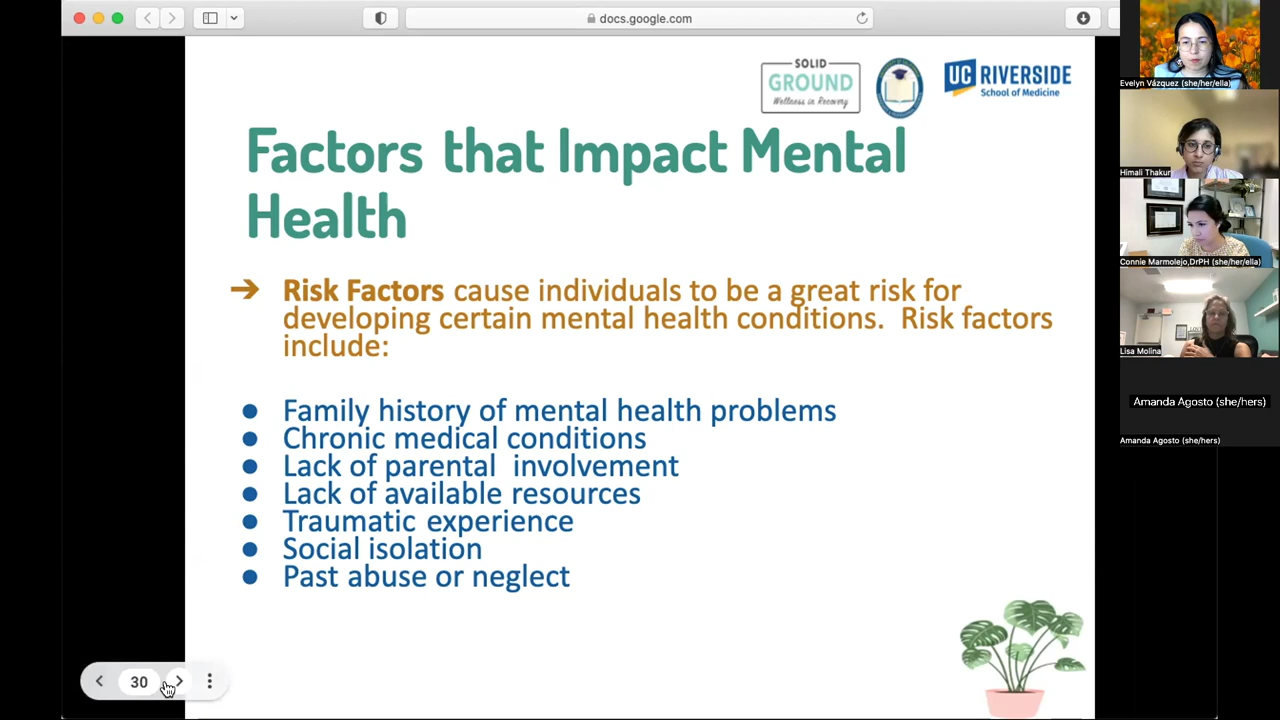 docs.google.com
SOLID
GROUND
Wellness in Recovery
UC RIVERSIDE
School of Medicine
Factors that Impact Mental
Health
➔ Risk Factors cause individuals to be a great risk for
developing certain mental health conditions. Risk factors
include:
● Family history of mental health problems
● Chronic medical conditions
● Lack of parental involvement
● Lack of available resources
● Traumatic experience
● Social isolation
● Past abuse or neglect
30
Evelyn Vázquez (she/her/ella)
Himali Thakur
Connie Marmolejo,DrPH (she/her/ella)
Lisa Molina
Amanda Agosto (she/hers)
Amanda Agosto (she/hers)